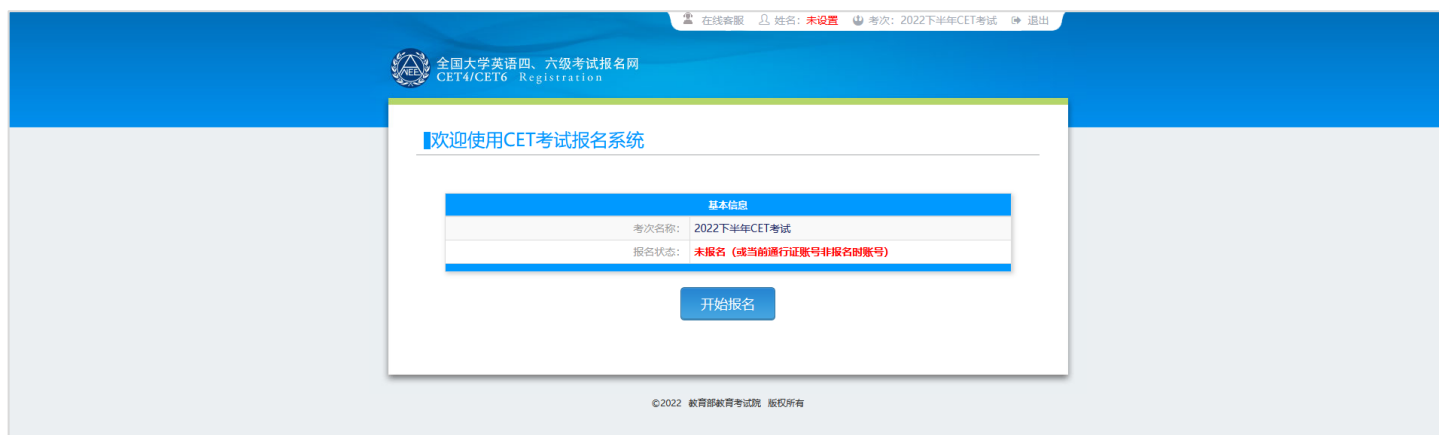 在线客服 姓名：未设置 考次：2022下半年CET考试 退出
NEEA
全国大学英语四、六级考试报名网
CET4/CET6 Registration
欢迎使用CET考试报名系统
基本信息
考次名称： 2022下半年CET考试
报名状态： 未报名（或当前通行证账号非报名时账号）
开始报名
©2022 教育部教育考试院 版权所有